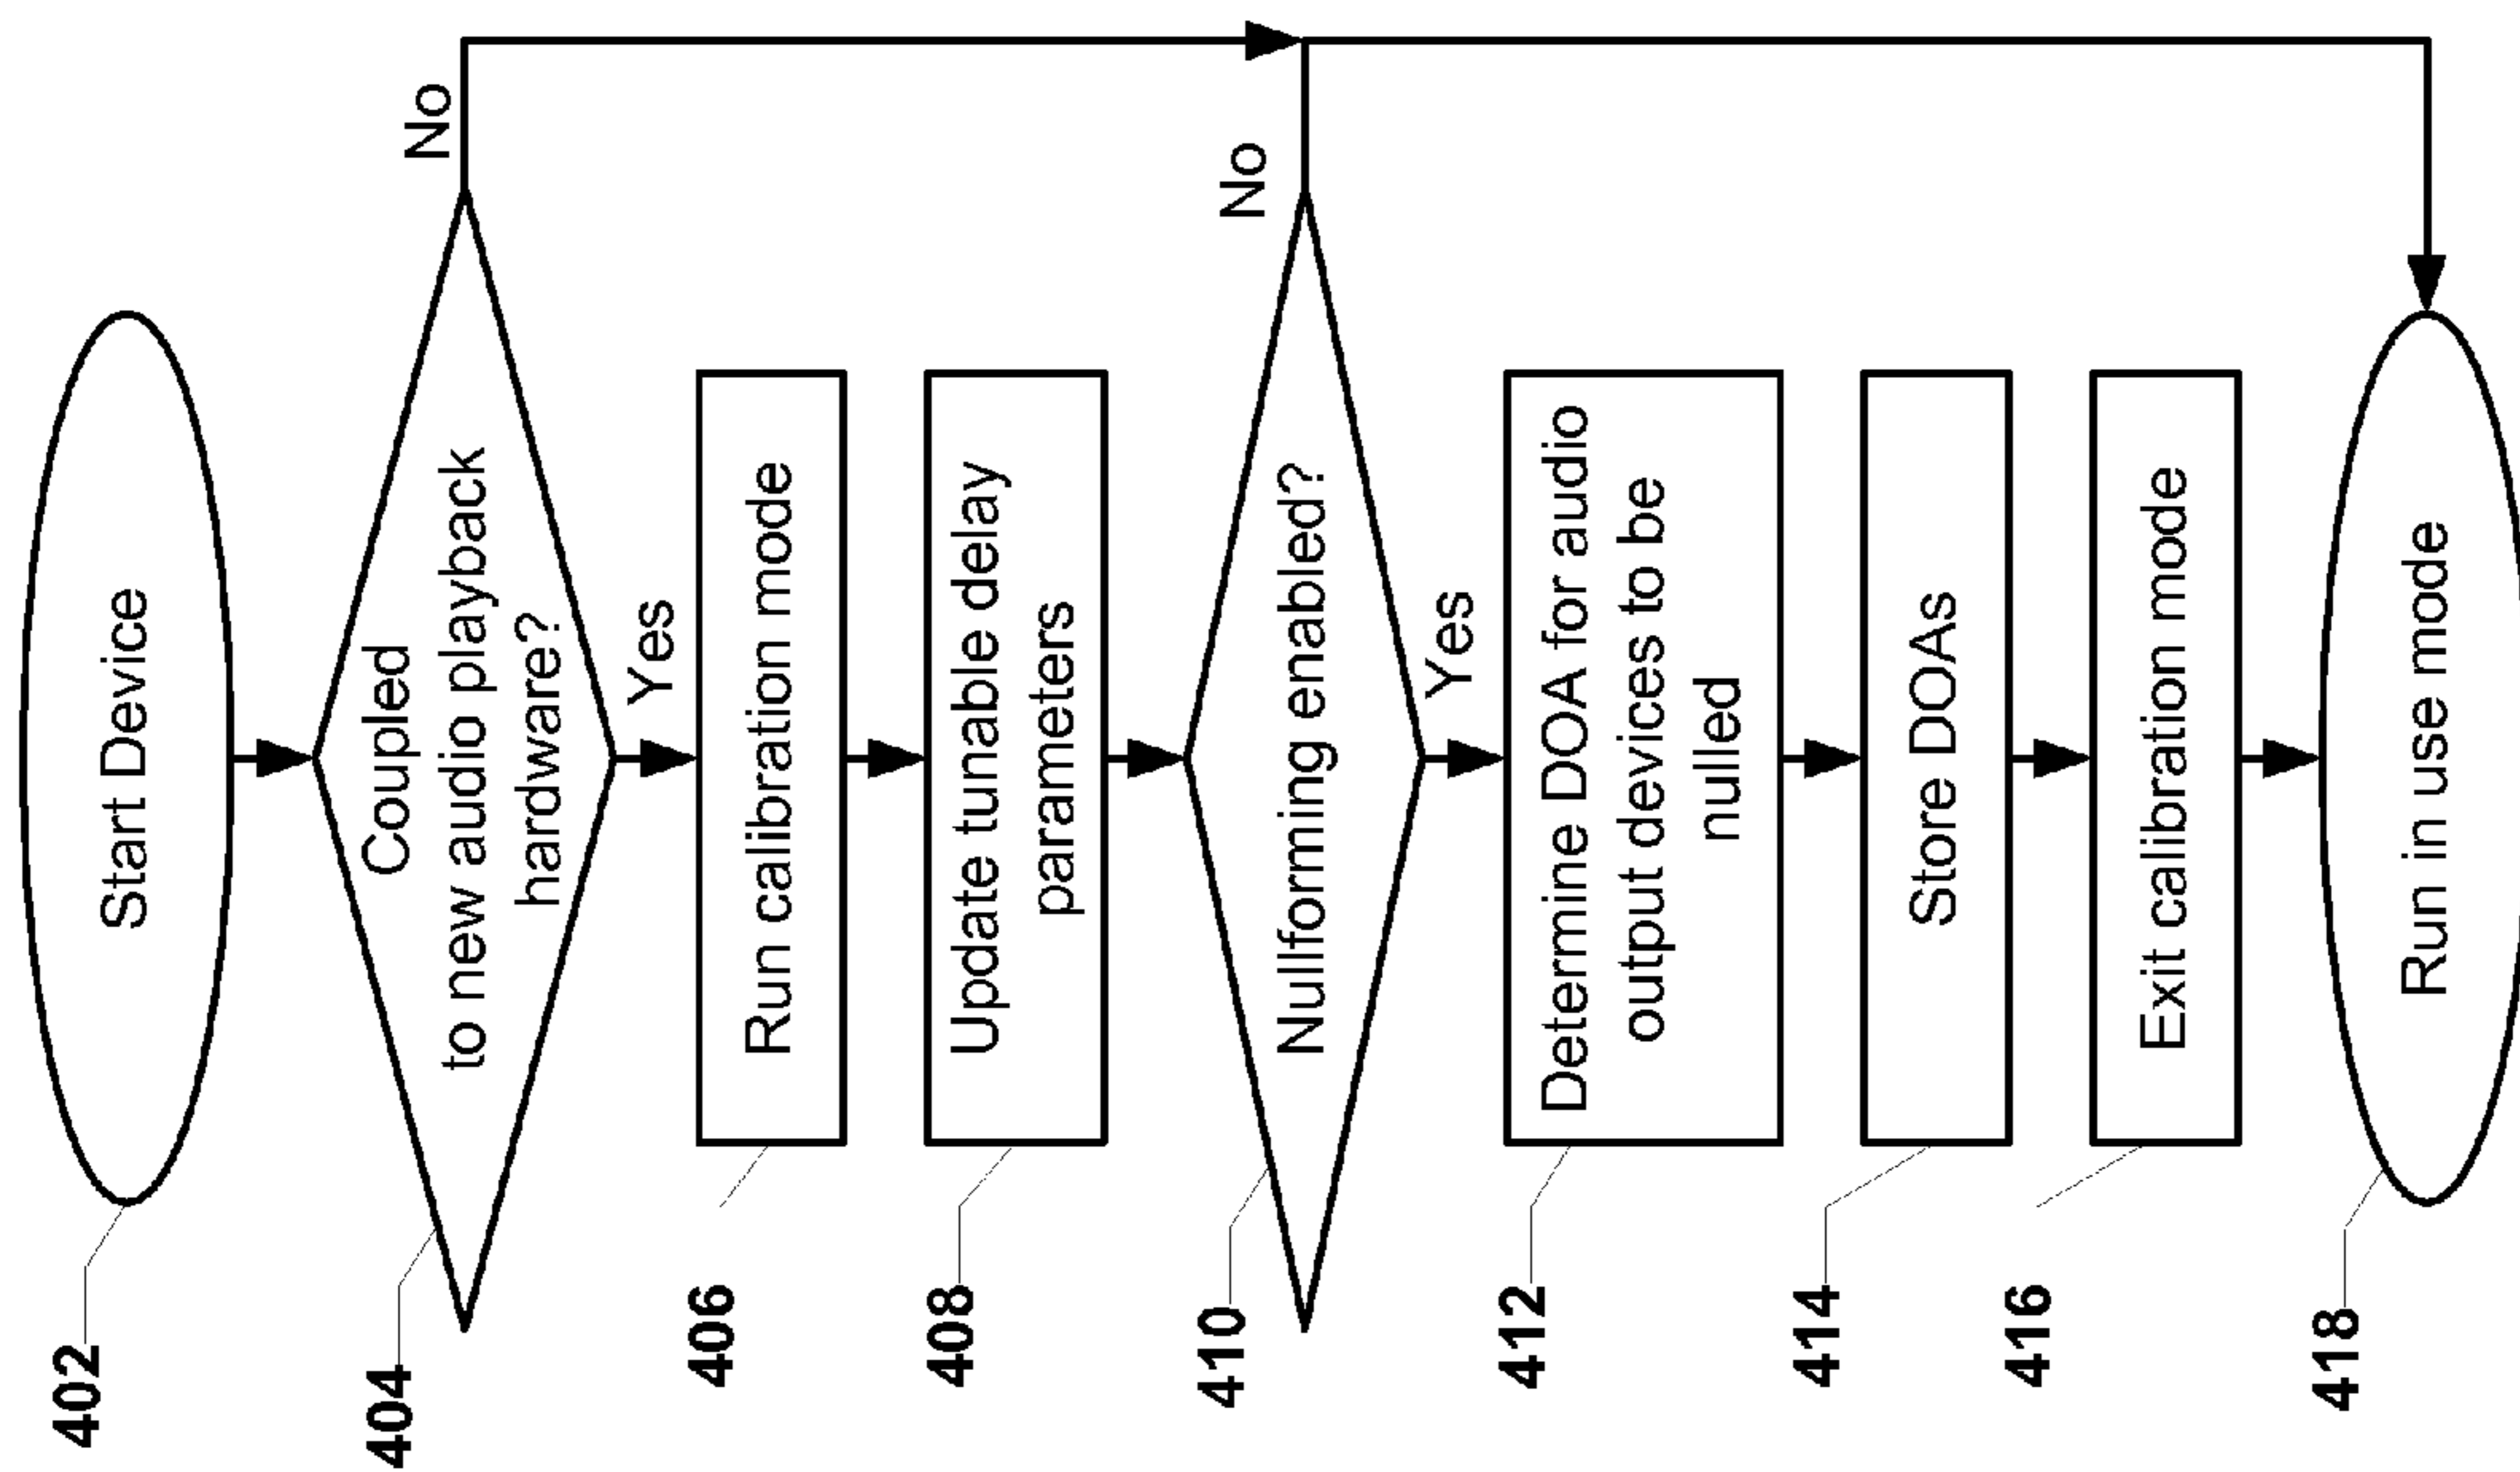 402
Start Device
404
Coupled
to new audio playback
hardware?
No
Yes
406
Run calibration mode
408
Update tunable delay
parameters
410
Nullforming enabled?
No
Yes
412
Determine DOA for audio
output devices to be
nulled
414
Store DOAs
416
Exit calibration mode
418
Run in use mode